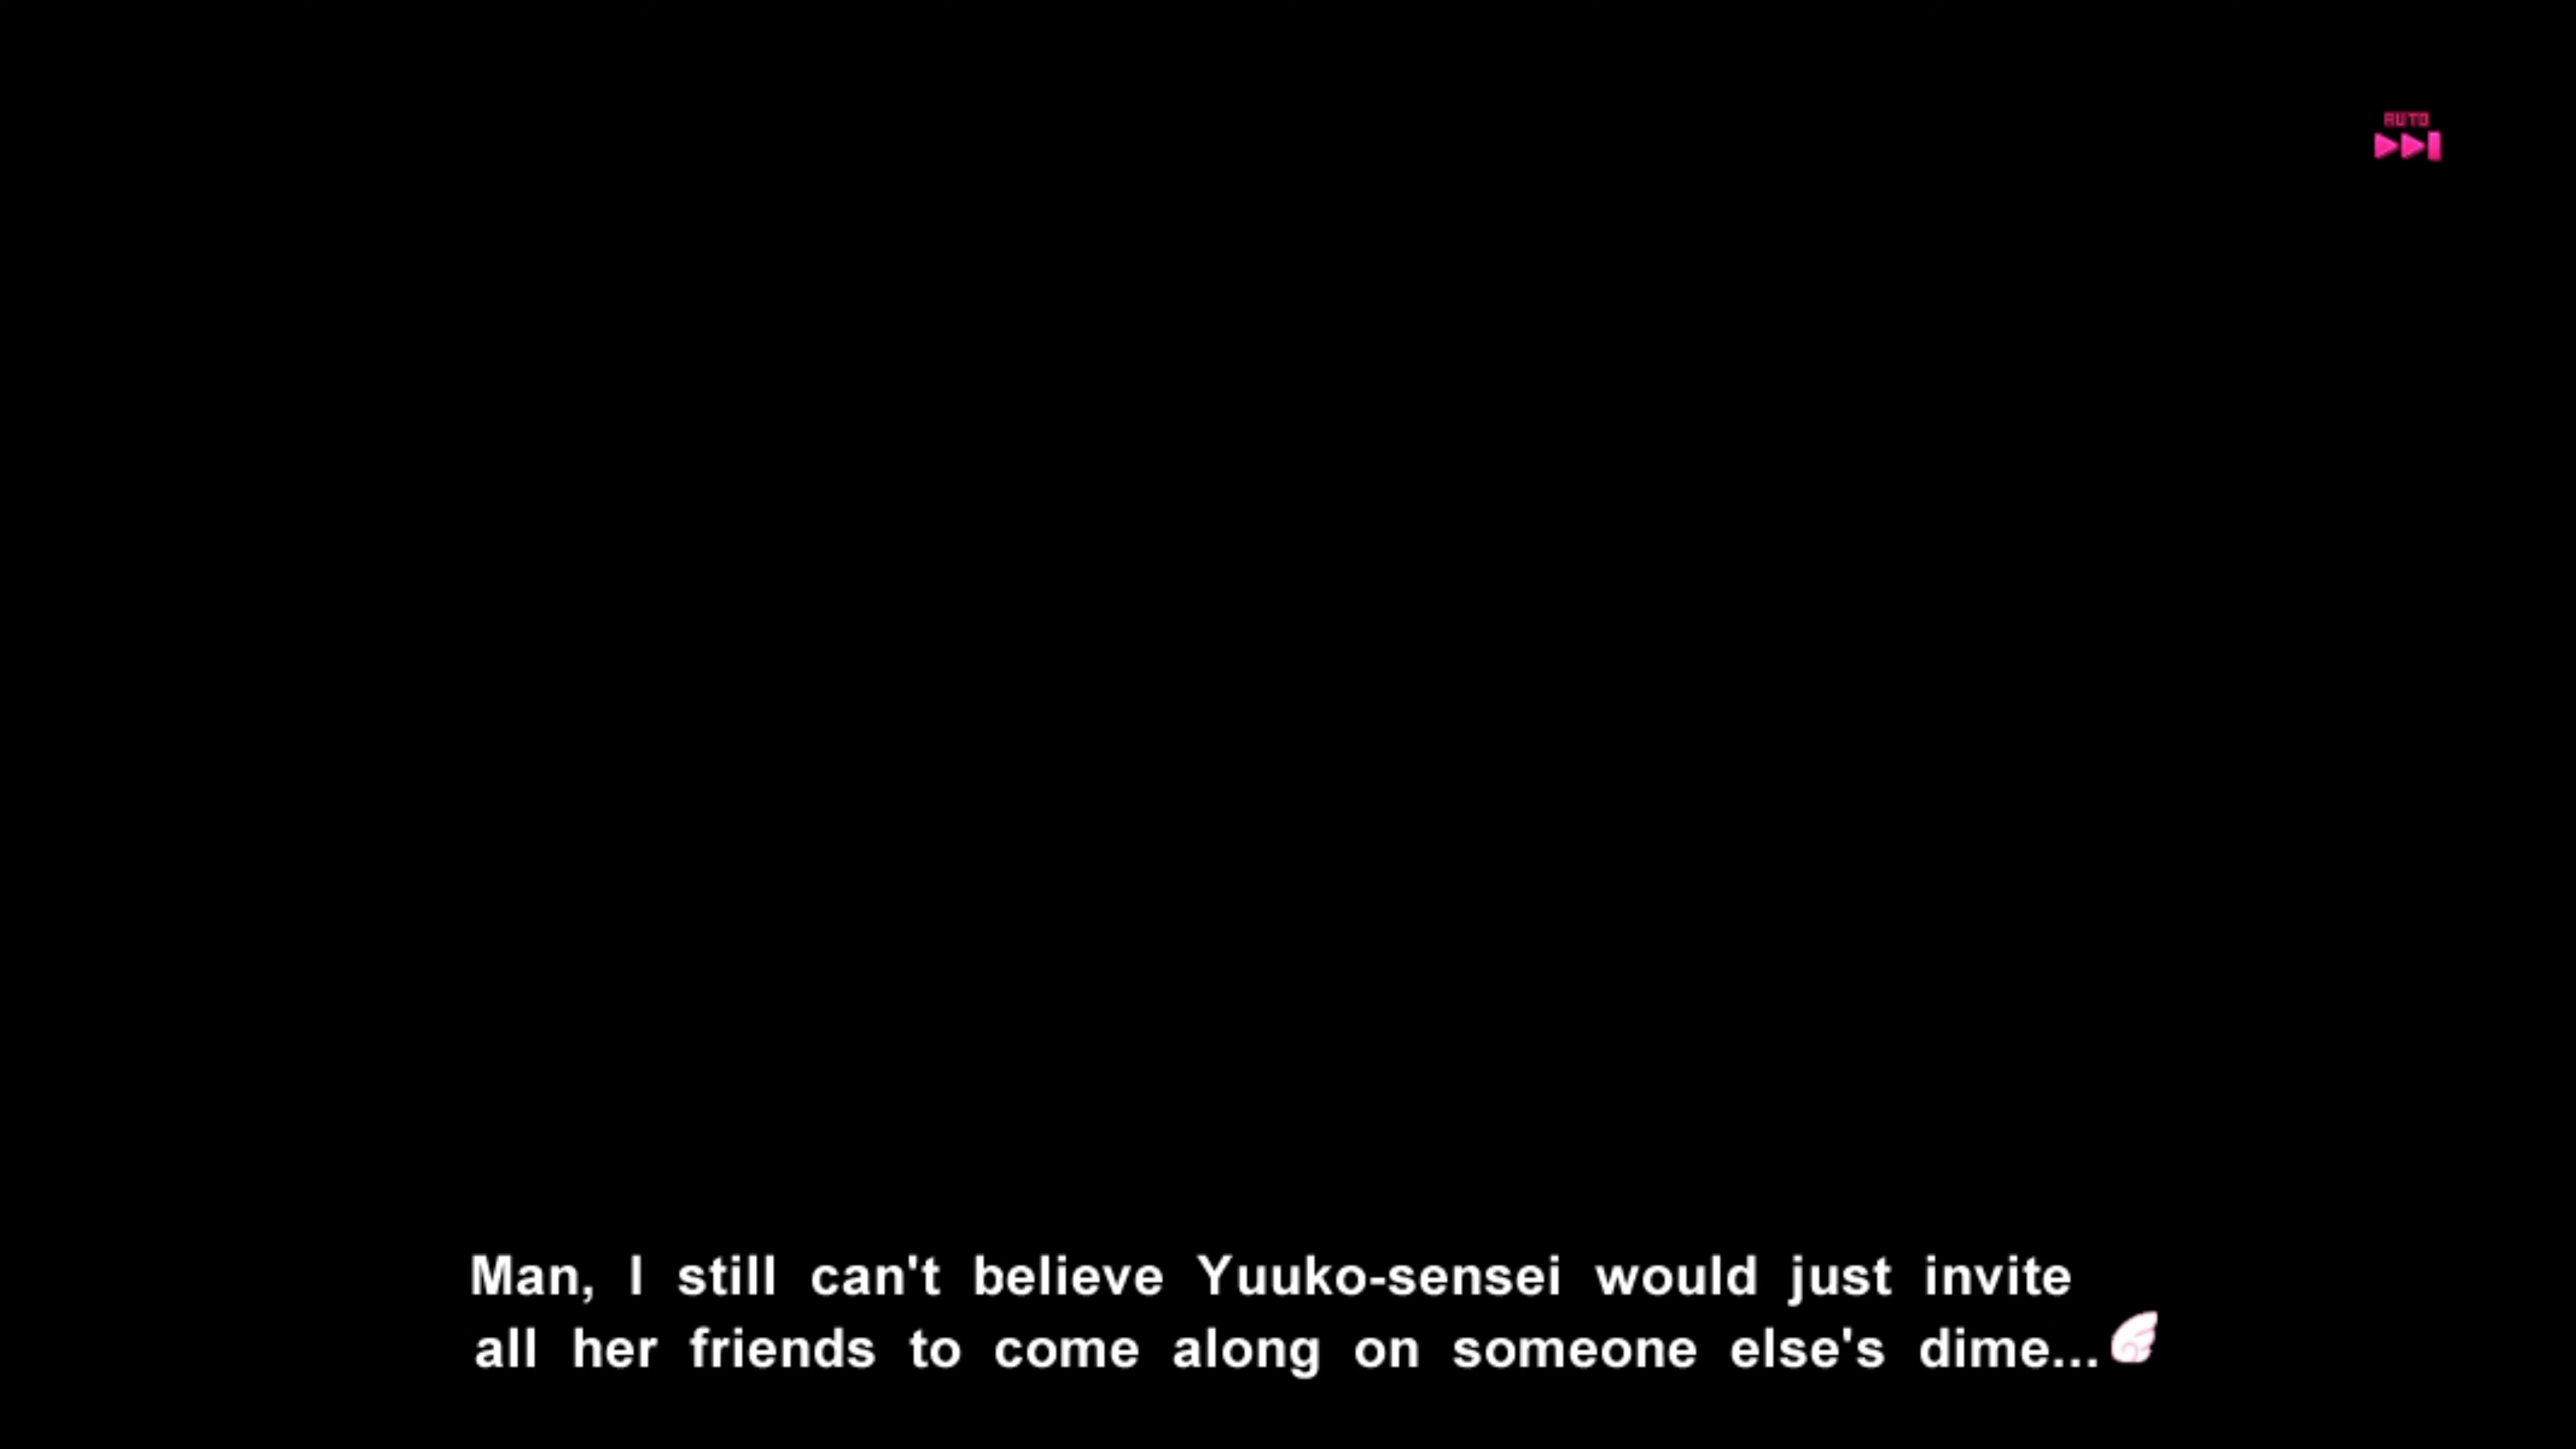 AUTO
Man, I still can't believe Yuuko-sensei would just invite
all her friends to come along on someone else's dime...